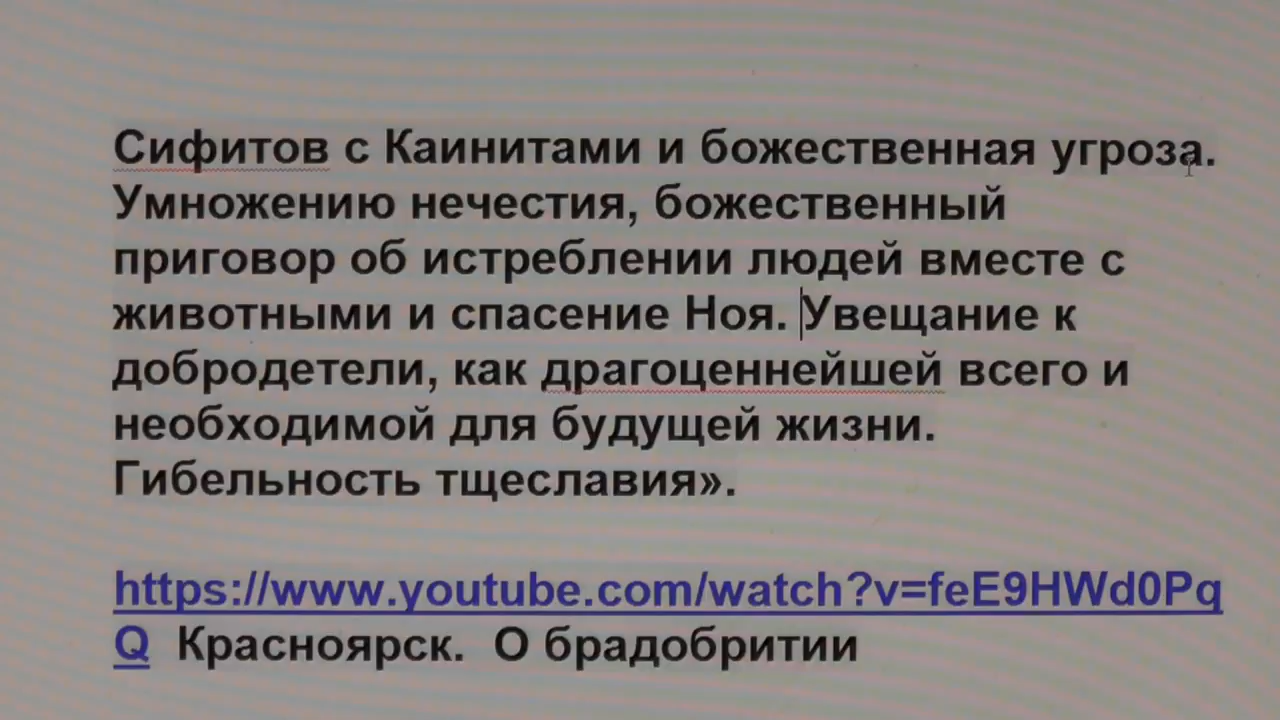 Сифитов с Каинитами и божественная угроза.
Умножению нечестия, божественный
приговор об истреблении людей вместе с
животными и спасение Ноя. Увещание к
добродетели, как драгоценнейшей всего и
необходимой для будущей жизни.
Гибельность тщеславия».
https://www.youtube.com/watch?v=feE9HWd0Pq
Q Красноярск. О брадобритии